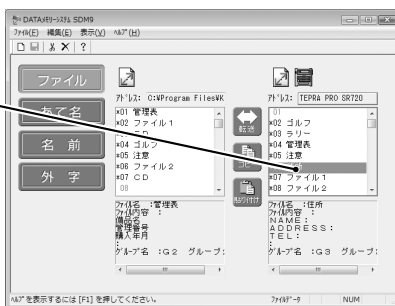 DATAﾒﾓﾘｰｼｽﾃﾑ SDM9
ﾌｧｲﾙ(F) 編集(E) 表示(V) ﾍﾙﾌﾟ(H)
ファイル
あて名
名 前
外 字
ｱﾄﾞﾚｽ: C:¥Program Files¥K
*01 管理表
*02 ファイル１
*04 ゴルフ
*05 注意
*06 ファイル２
*07 ＣＤ
08
ﾌｧｲﾙ名 :管理表
ﾌｧｲﾙ内容 :
備品名
管理番号
購入年月
:
ｸﾞﾙｰﾌﾟ名 :Ｇ２ グループ:
転送
コピー
貼り付け
ｱﾄﾞﾚｽ: TEPRA PRO SR720
01
*02 ゴルフ
*03 ラリー
*04 管理表
*05 注意
*07 ファイル１
*08 ファイル２
ﾌｧｲﾙ名 :住所
ﾌｧｲﾙ内容 :
ＮＡＭＥ:
ＡＤＤＲＥＳＳ:
ＴＥＬ:
:
ｸﾞﾙｰﾌﾟ名 :Ｇ３ グループ:
ﾍﾙﾌﾟを表示するには [F1] を押してください。
ﾌｧｲﾙﾃﾞｰﾀ
NUM